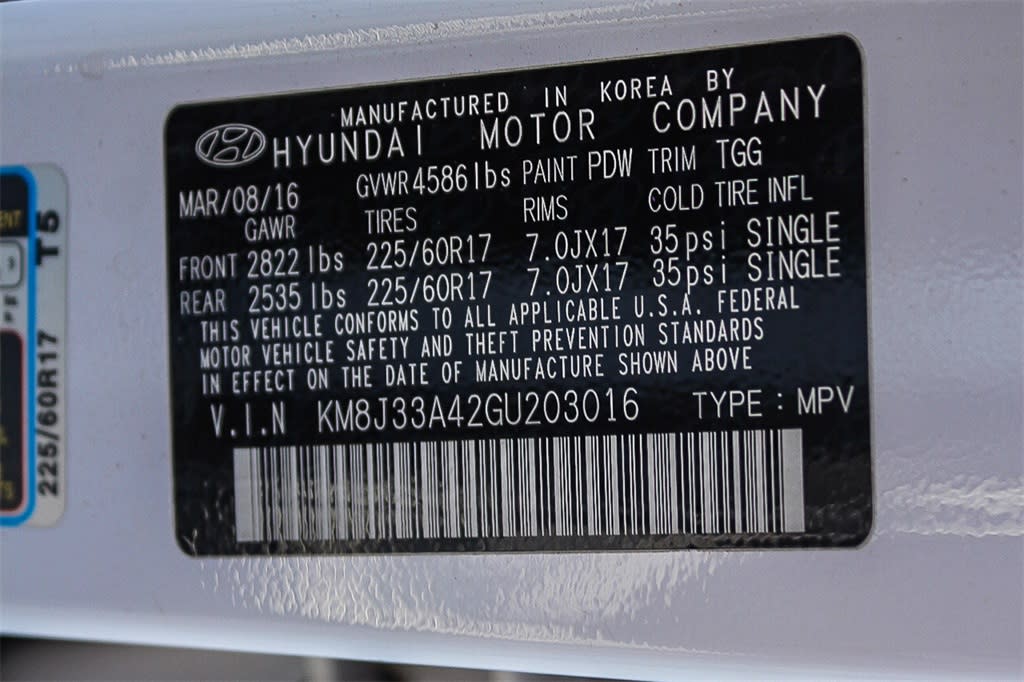 MANUFACTURED IN KOREA BY
HYUNDAI MOTOR COMPANY
MAR/08/16 GVWR 4586 lbs PAINT PDW TRIM TGG
GAWR TIRES RIMS COLD TIRE INFL
FRONT 2822 lbs 225/60R17 7.0JX17 35psi SINGLE
REAR 2535 lbs 225/60R17 7.0JX17 35psi SINGLE
THIS VEHICLE CONFORMS TO ALL APPLICABLE U.S.A. FEDERAL
MOTOR VEHICLE SAFETY AND THEFT PREVENTION STANDARDS
IN EFFECT ON THE DATE OF MANUFACTURE SHOWN ABOVE
V.I.N KM8J33A42GU203016 TYPE : MPV
225/60R17 T5